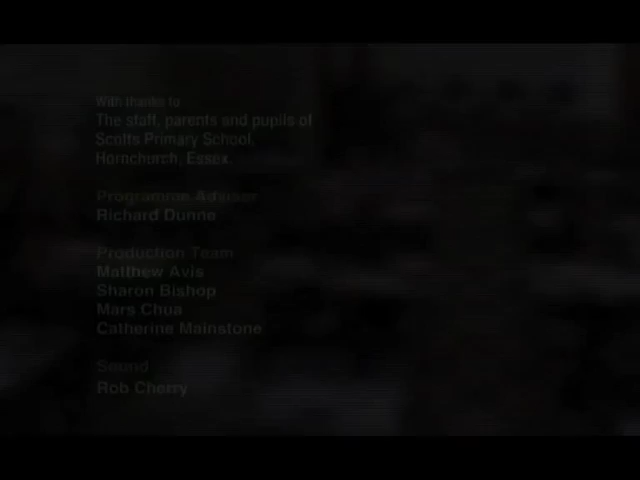 With thanks to
The staff, parents and pupils of
Scotts Primary School,
Hornchurch, Essex.
Programme Adviser
Richard Dunne
Production Team
Matthew Avis
Sharon Bishop
Mars Chua
Catherine Mainstone
Sound
Rob Cherry